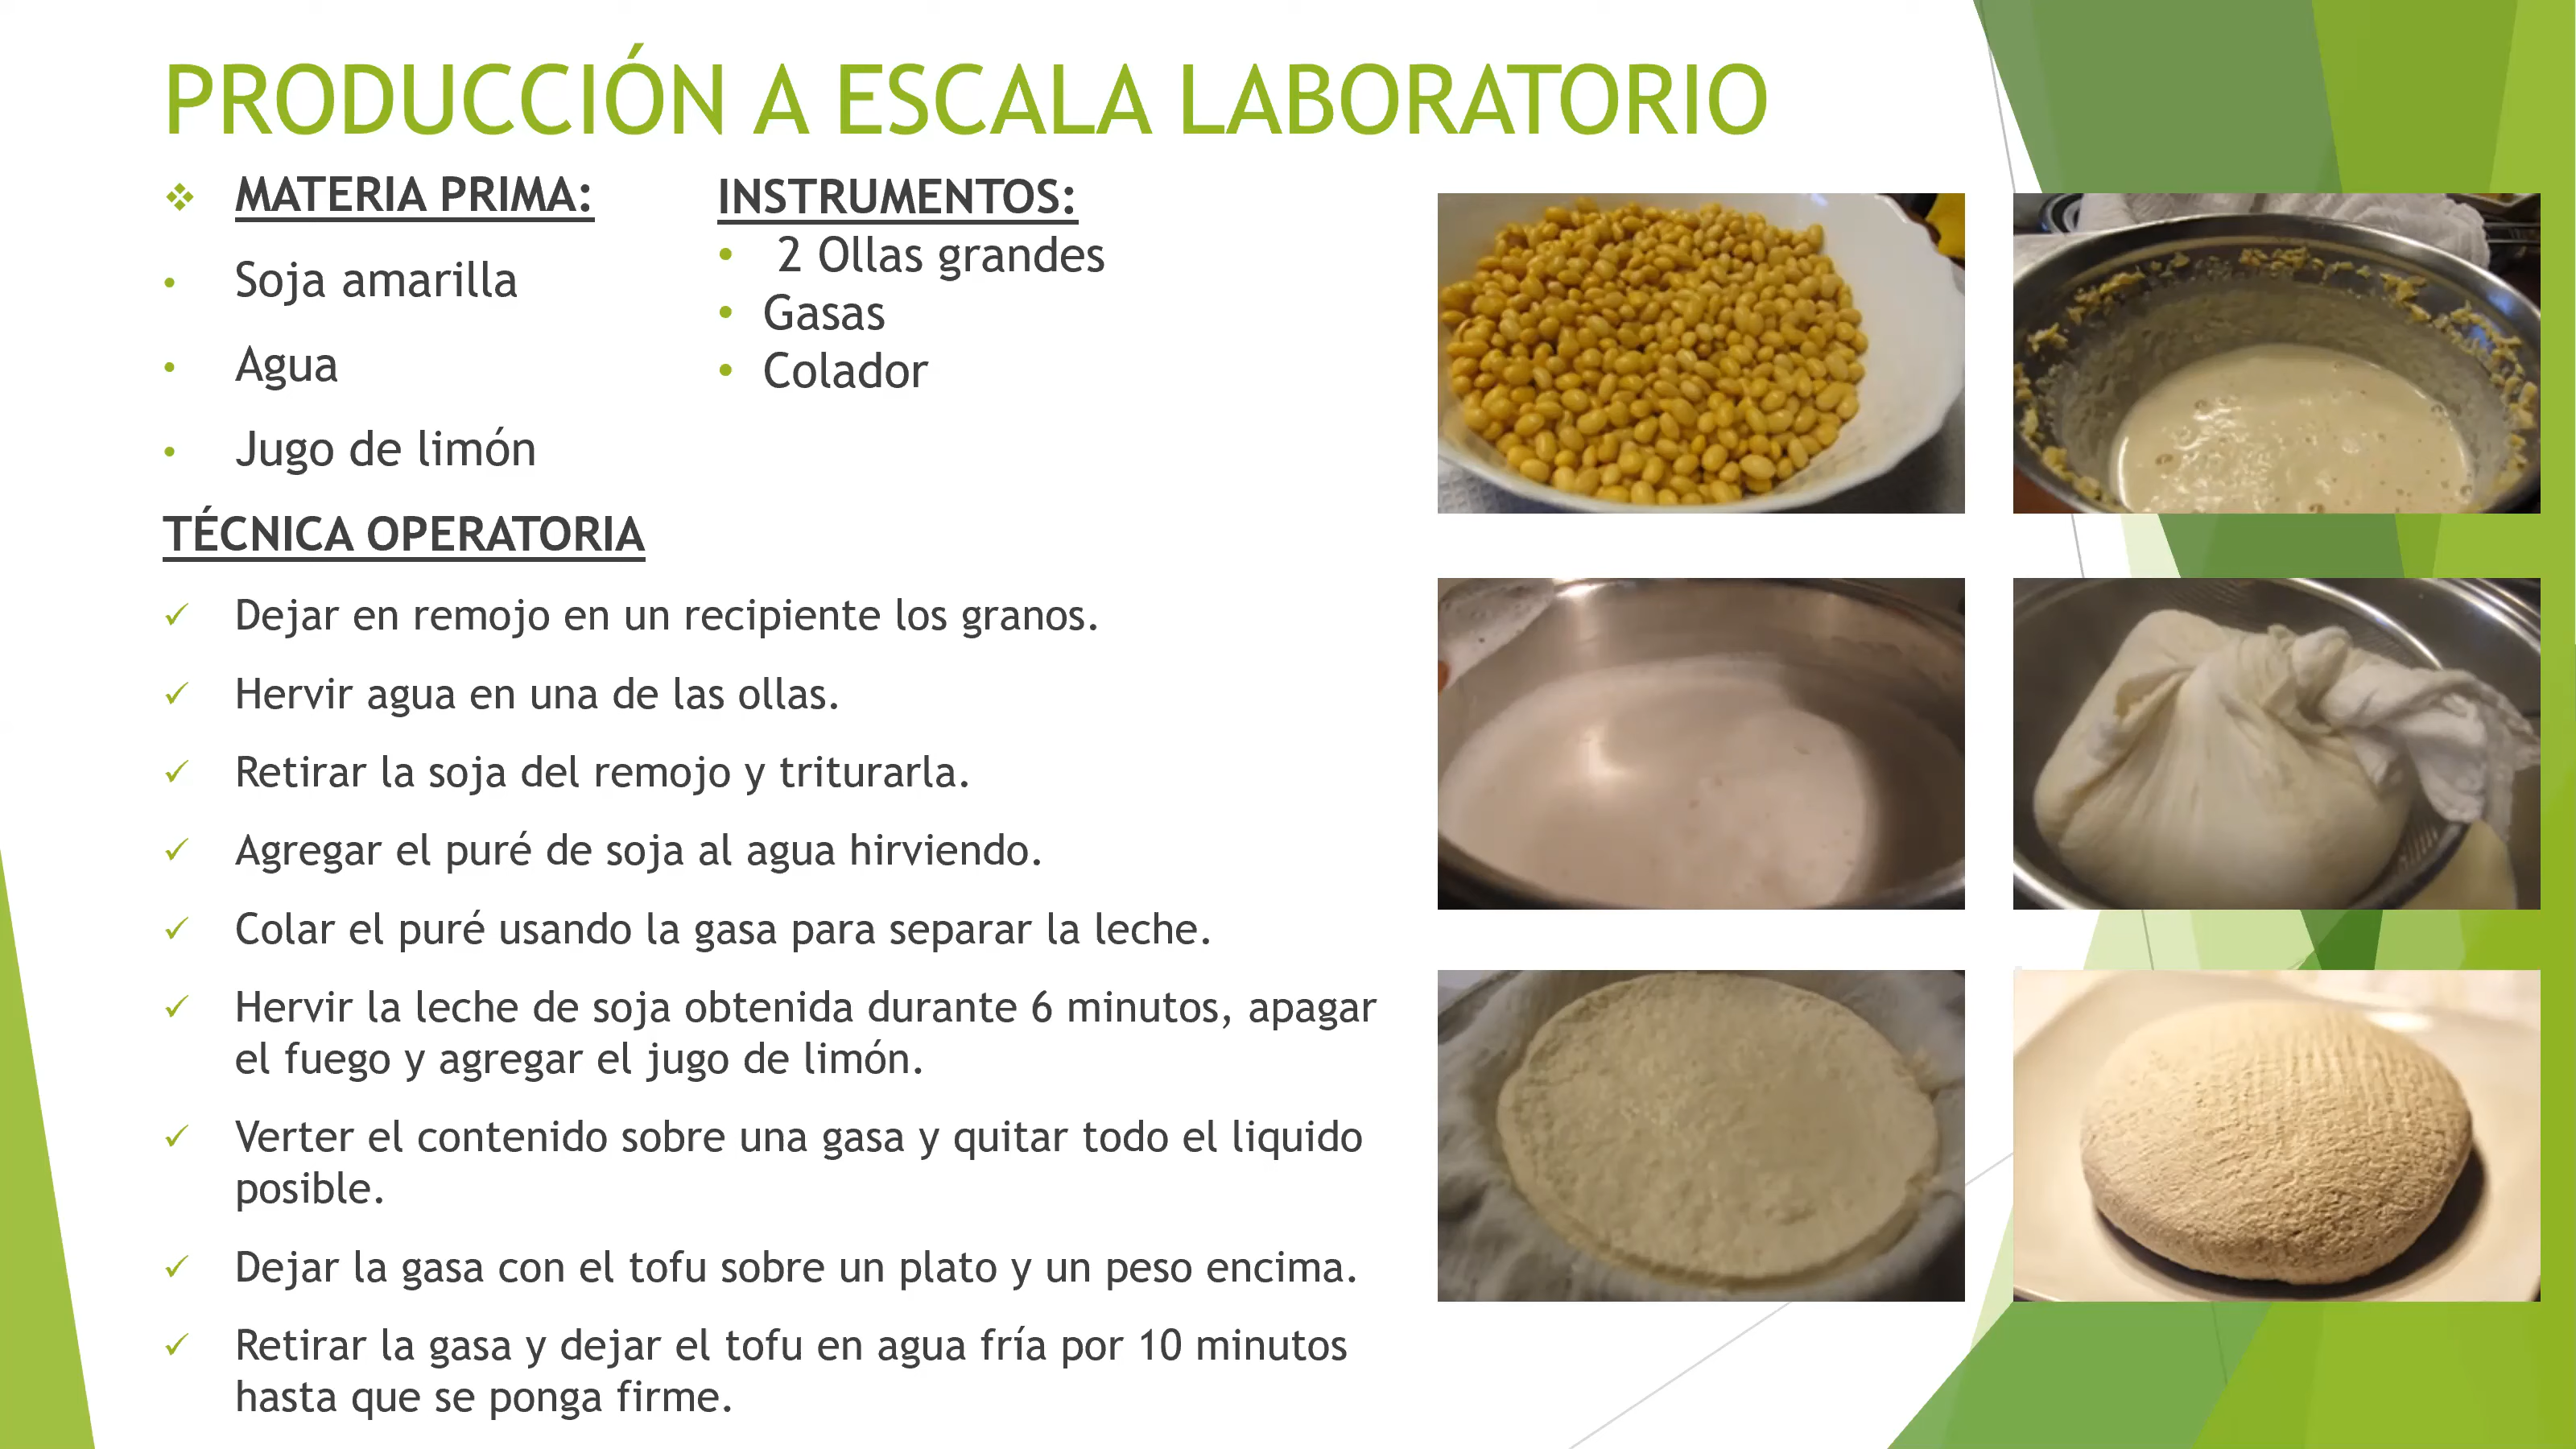 PRODUCCIÓN A ESCALA LABORATORIO
MATERIA PRIMA:
Soja amarilla
Agua
Jugo de limón
INSTRUMENTOS:
2 Ollas grandes
Gasas
Colador
TÉCNICA OPERATORIA
Dejar en remojo en un recipiente los granos.
Hervir agua en una de las ollas.
Retirar la soja del remojo y triturarla.
Agregar el puré de soja al agua hirviendo.
Colar el puré usando la gasa para separar la leche.
Hervir la leche de soja obtenida durante 6 minutos, apagar
el fuego y agregar el jugo de limón.
Verter el contenido sobre una gasa y quitar todo el liquido
posible.
Dejar la gasa con el tofu sobre un plato y un peso encima.
Retirar la gasa y dejar el tofu en agua fría por 10 minutos
hasta que se ponga firme.